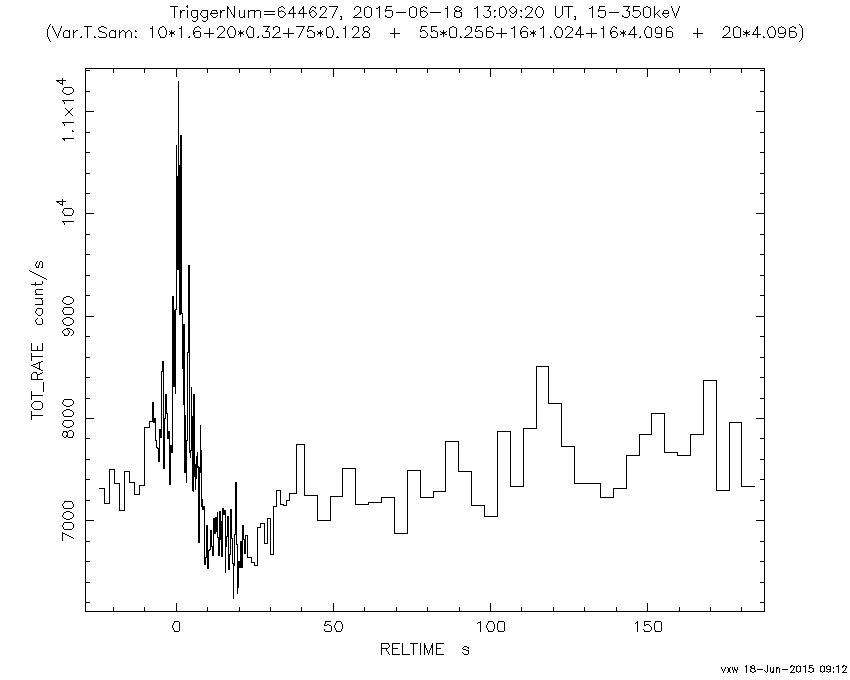 TriggerNum=644627, 2015-06-18 13:09:20 UT, 15-350keV
(Var.T.Sam: 10*1.6+20*0.32+75*0.128 + 55*0.256+16*1.024+16*4.096 + 20*4.096)
1.1×10⁴
10⁴
9000
8000
7000
TOT_RATE count/s
0 50 100 150
RELTIME s
vxw 18-Jun-2015 09:12